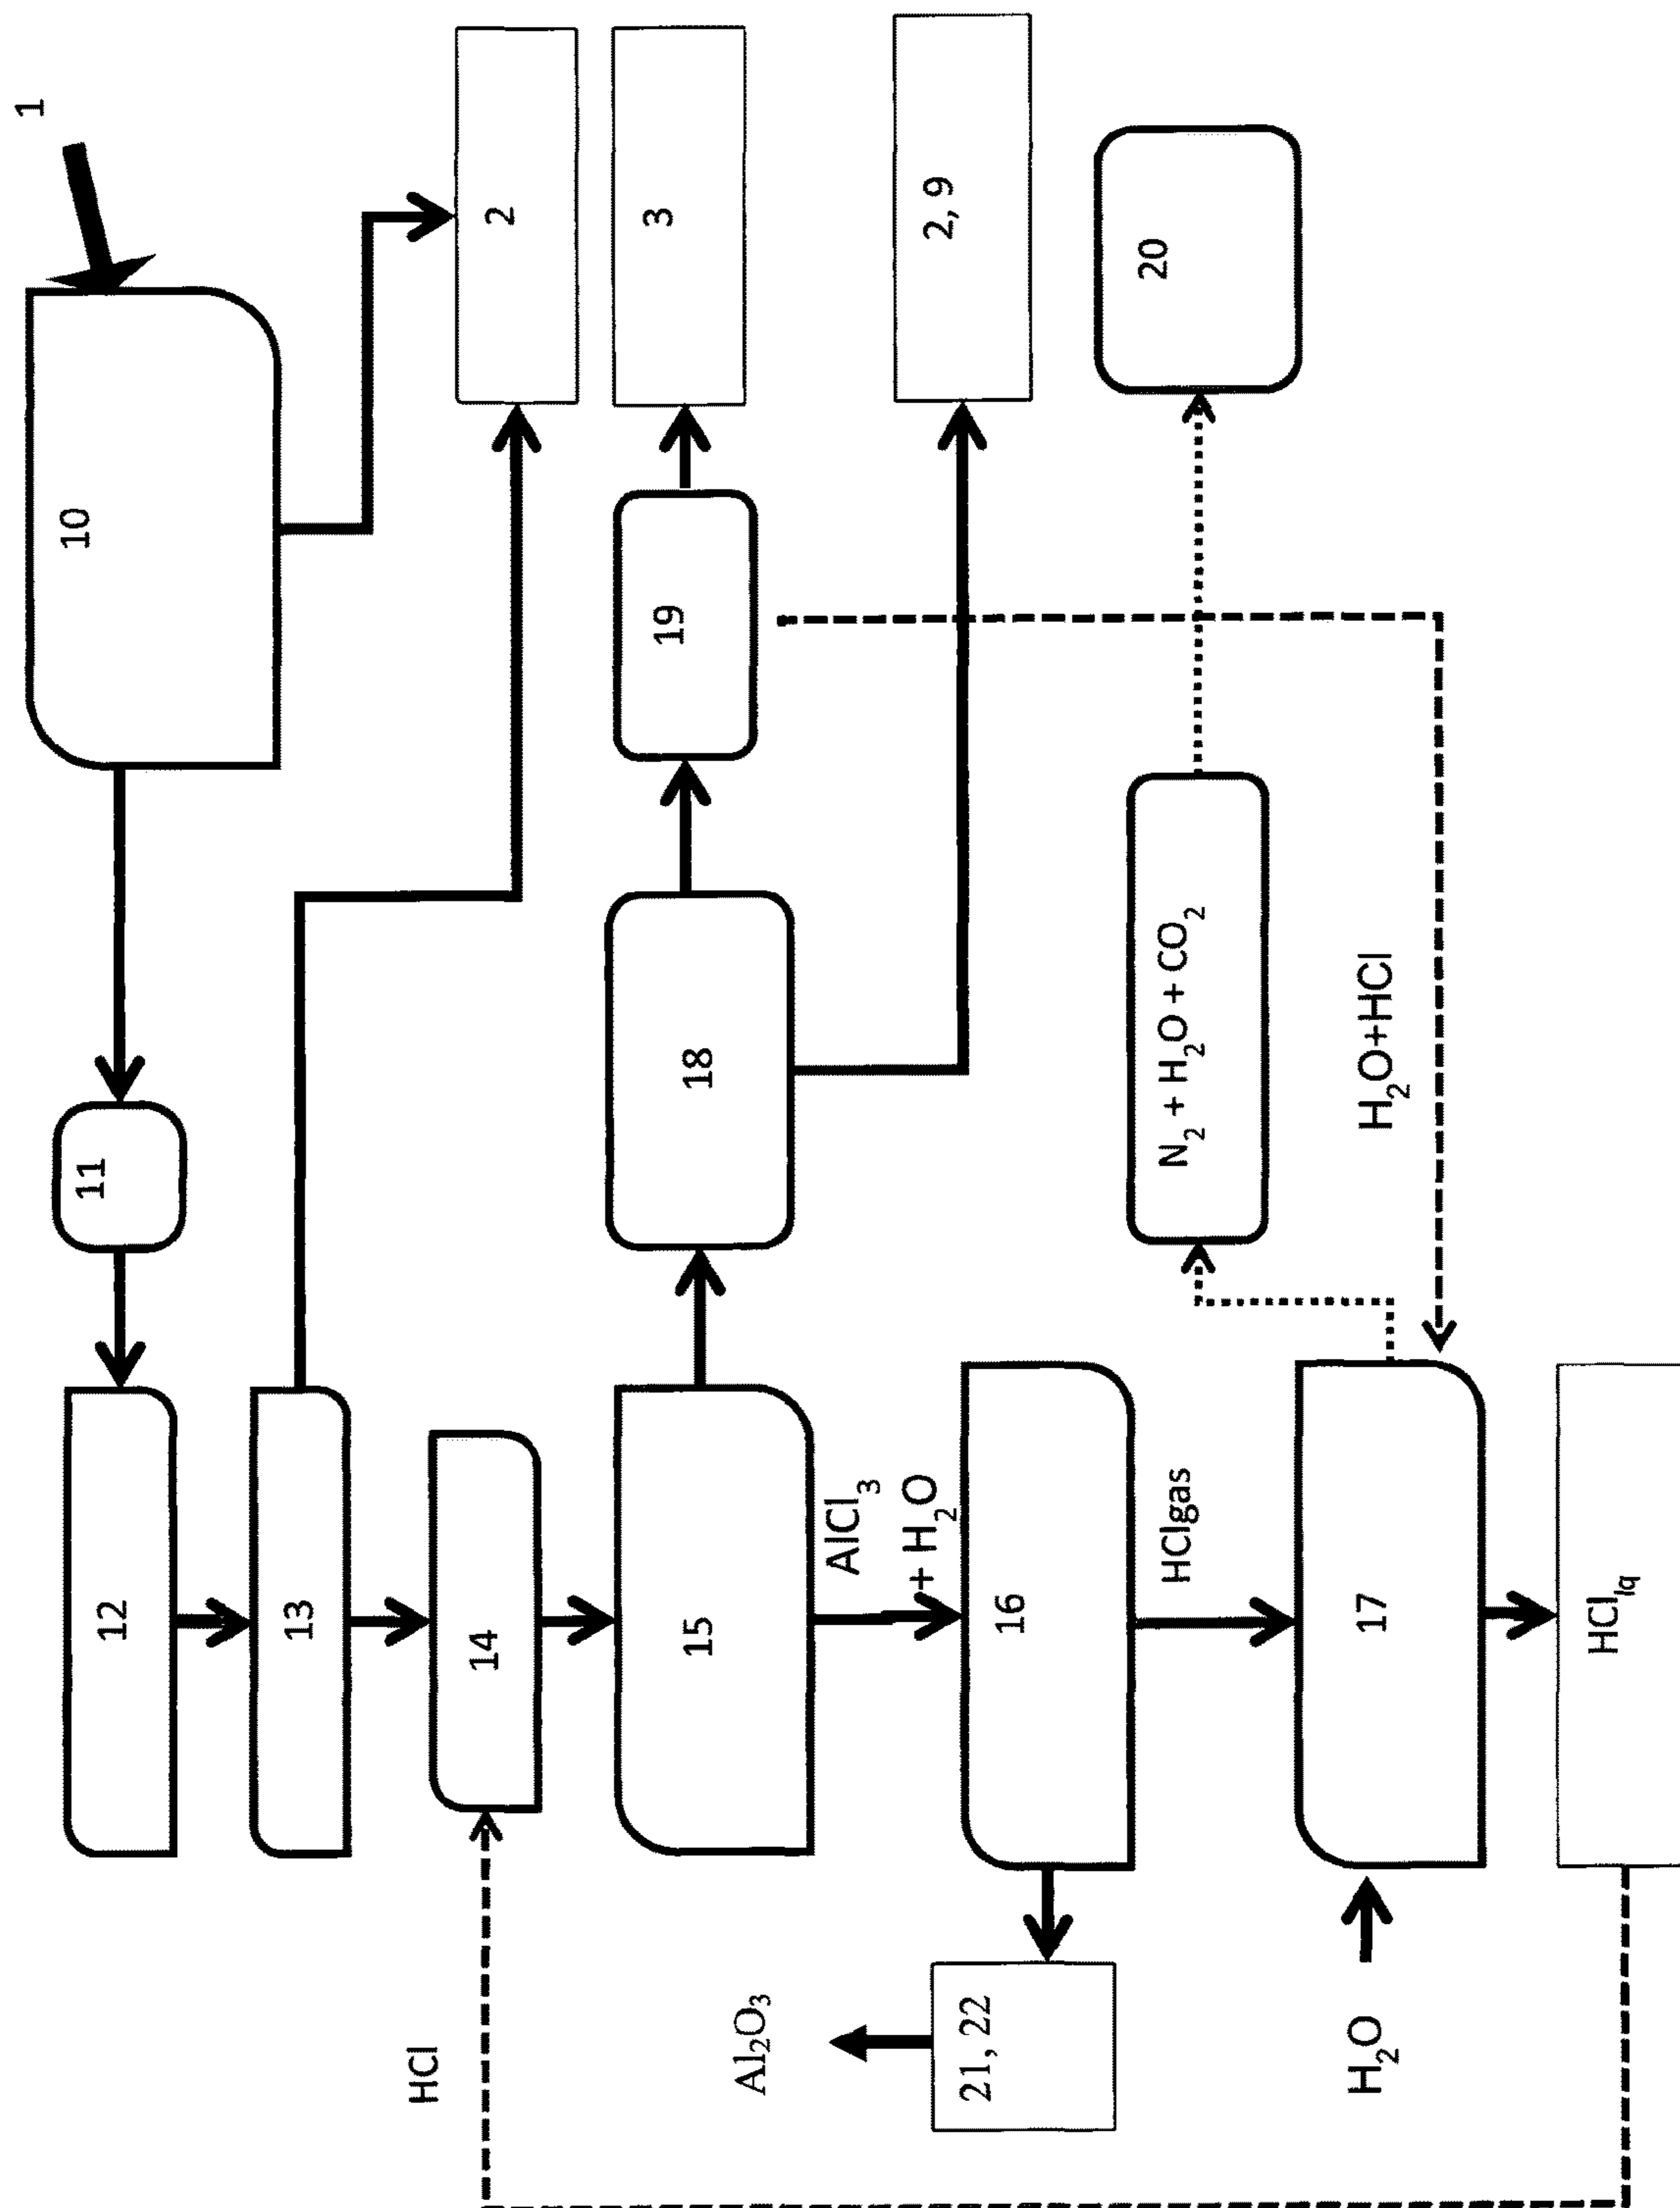 1
10
11
12
13
HCl
14
2
15
18
19
3
Al₂O₃
AlCl₃
+ H₂O
21, 22
16
2, 9
HClgas
N₂ + H₂O + CO₂
20
H₂O
17
H₂O+HCl
HCl_lq